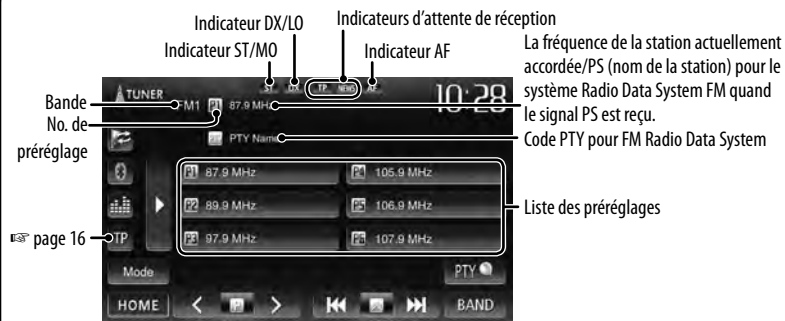 Indicateur DX/LO
Indicateurs d'attente de réception
Indicateur ST/MO
Indicateur AF
La fréquence de la station actuellement
accordée/PS (nom de la station) pour le
système Radio Data System FM quand
le signal PS est reçu.
Code PTY pour FM Radio Data System
Bande
No. de
préréglage
☞ page 16
Liste des préréglages
TUNER
ST DX TP NEWS AF
10:28
FM1 P1 87.9 MHz
PTY Name
P1 87.9 MHz
P4 105.9 MHz
P2 89.9 MHz
P5 106.9 MHz
P3 97.9 MHz
P6 107.9 MHz
TP
Mode
PTY
HOME
BAND